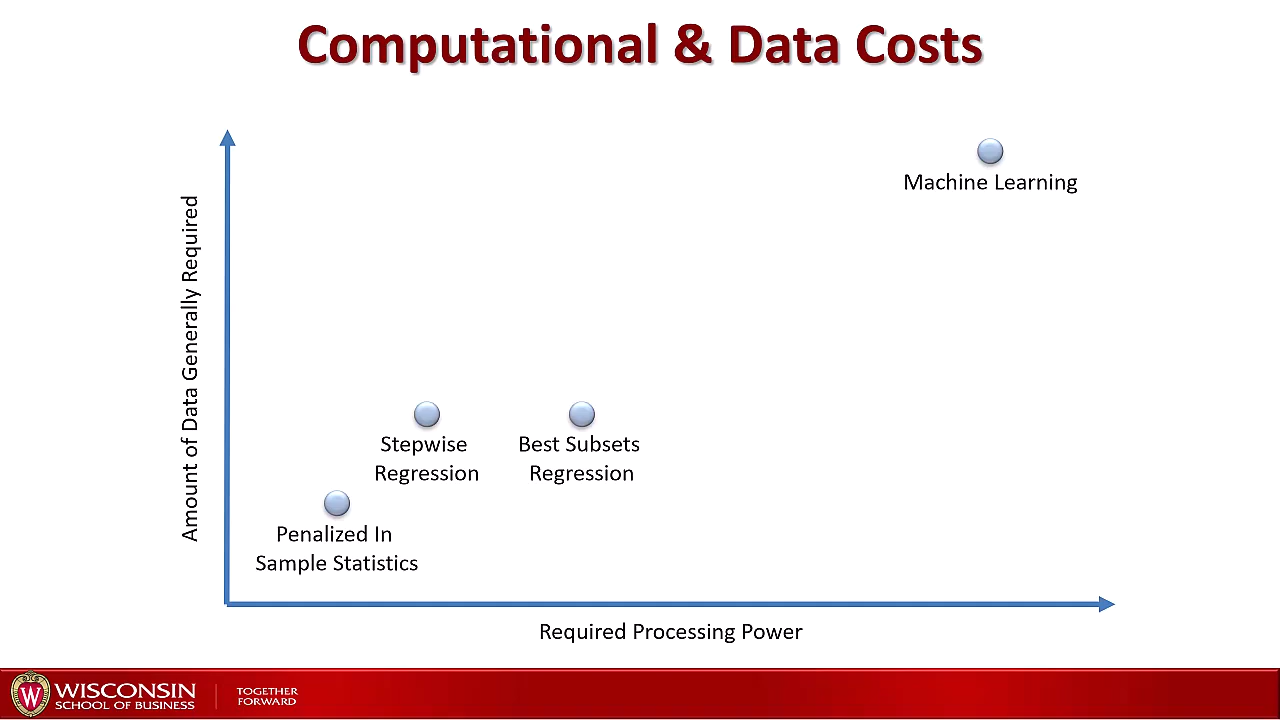 Computational & Data Costs
Amount of Data Generally Required
Machine Learning
Stepwise
Regression
Best Subsets
Regression
Penalized In
Sample Statistics
Required Processing Power
W
WISCONSIN
SCHOOL OF BUSINESS
TOGETHER
FORWARD